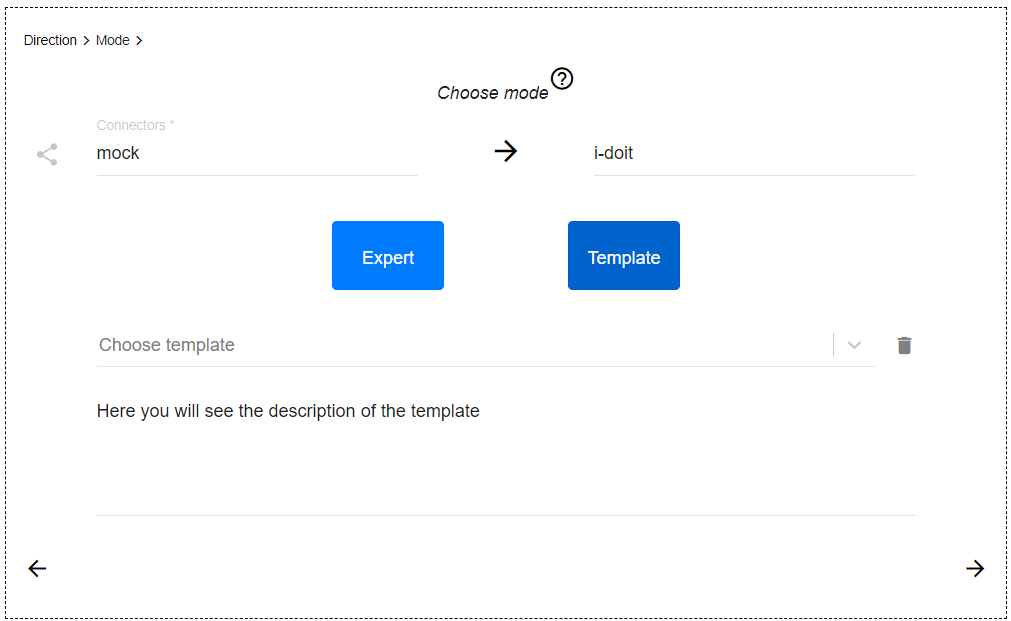 Direction > Mode >
Choose mode ?
Connectors *
mock → i-doit
Expert Template
Choose template
Here you will see the description of the template